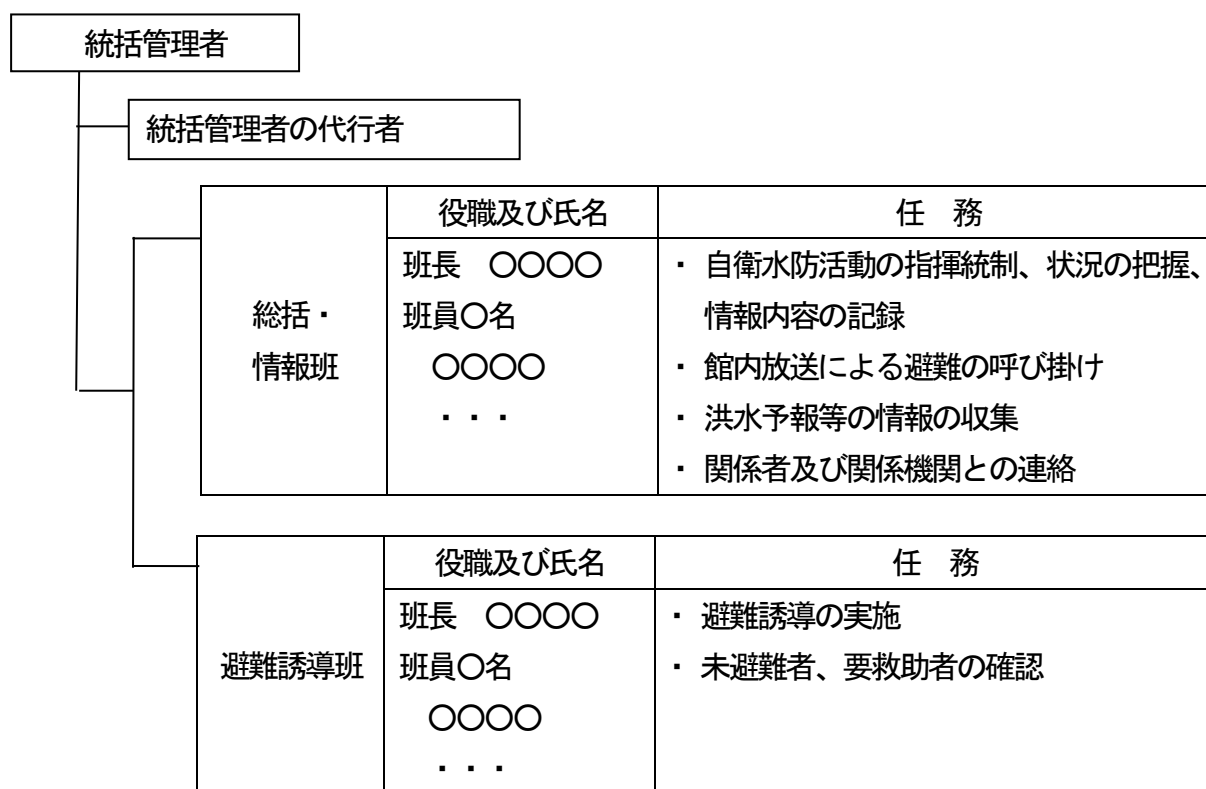 統括管理者
統括管理者の代行者
役職及び氏名
任　務
総括・
情報班
班長　〇〇〇〇
班員〇名
〇〇〇〇
・・・
・ 自衛水防活動の指揮統制、状況の把握、
情報内容の記録
・ 館内放送による避難の呼び掛け
・ 洪水予報等の情報の収集
・ 関係者及び関係機関との連絡
役職及び氏名
任　務
避難誘導班
班長　〇〇〇〇
班員〇名
〇〇〇〇
・・・
・ 避難誘導の実施
・ 未避難者、要救助者の確認